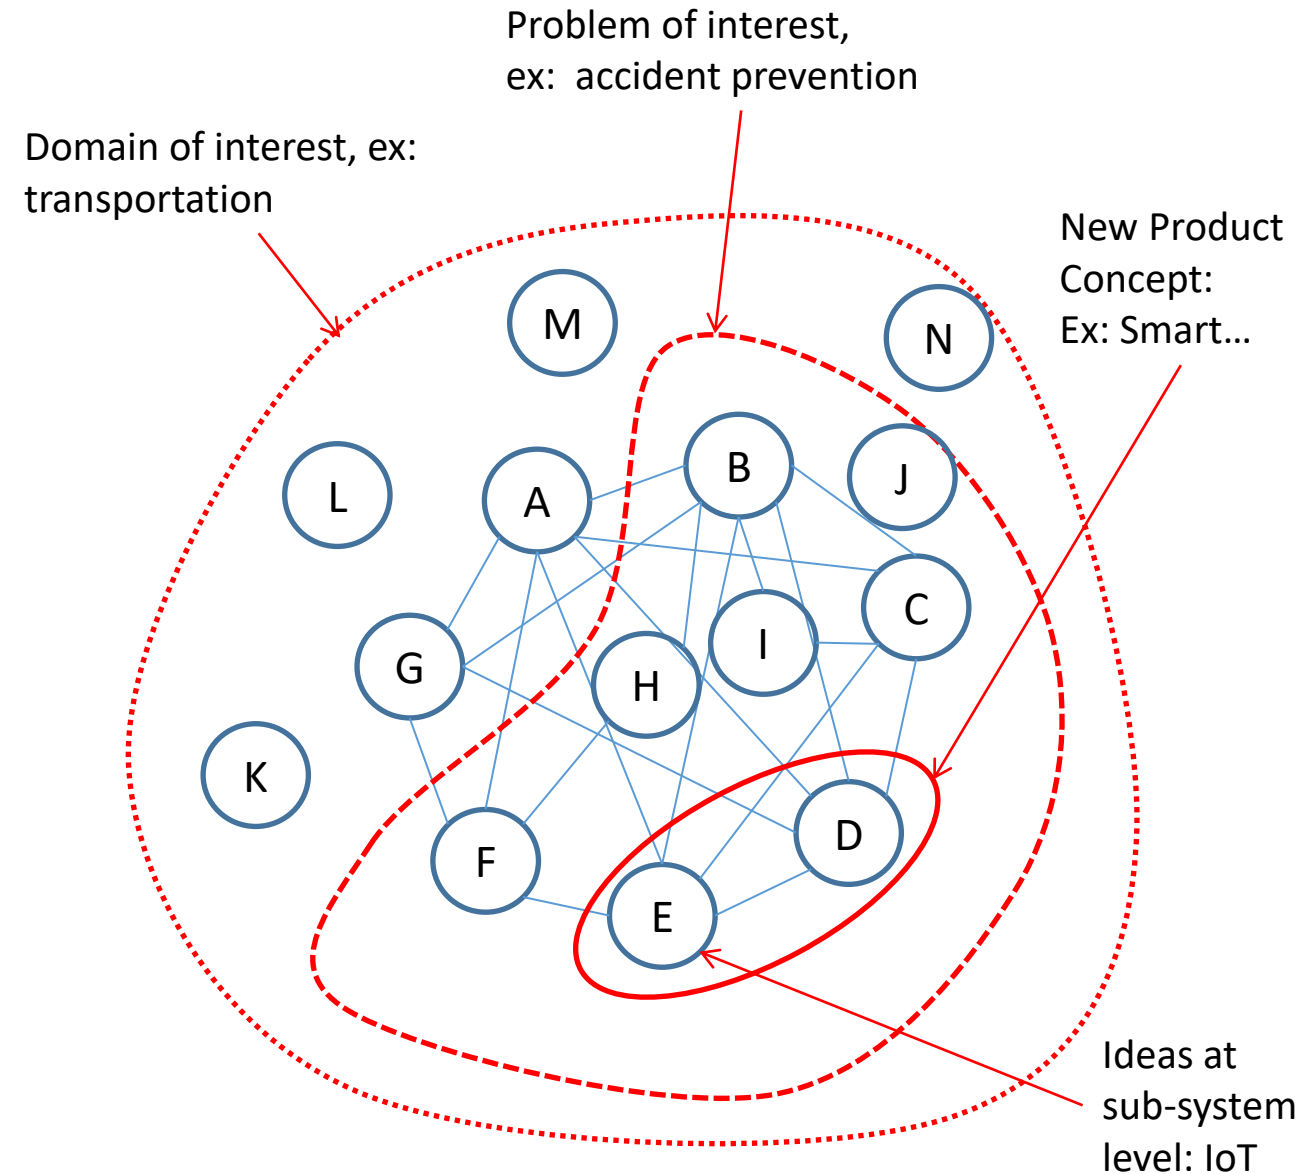 Problem of interest,
ex: accident prevention
Domain of interest, ex:
transportation
New Product
Concept:
Ex: Smart...
M
N
B
J
L
A
C
I
G
H
K
D
F
E
Ideas at
sub-system
level: IoT